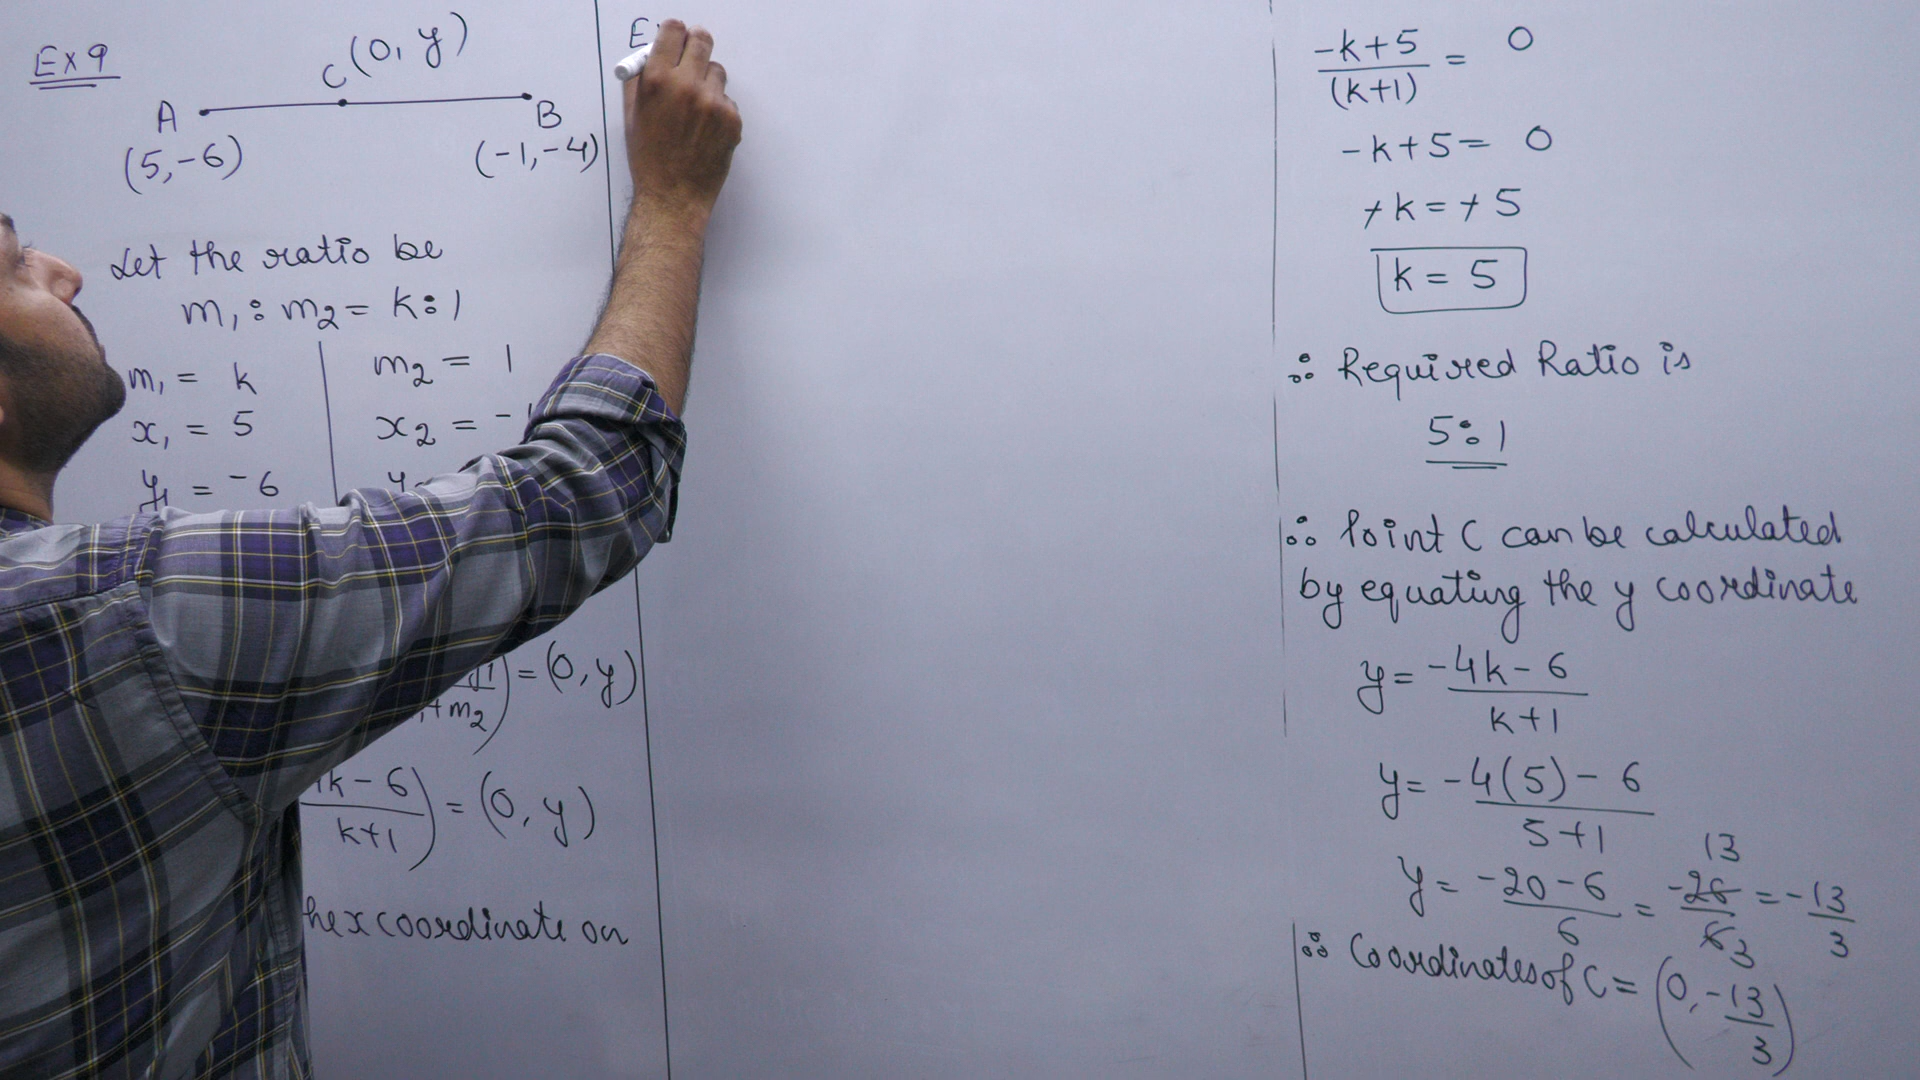 Ex 9
C (0, y)
A
B
(5,-6)
(-1,-4)
Let the ratio be
m₁ : m₂ = k : 1
m₁ = k
m₂ = 1
x₁ = 5
x₂ = -
y₁ = -6
= (0, y)
+ m₂
k - 6
k+1
= (0, y)
x coordinate on
E
-k+5
(k+1)
= 0
-k+5 = 0
+k = +5
k = 5
∴ Required Ratio is
5 : 1
∴ Point C can be calculated
by equating the y coordinate
y = -4k - 6
k+1
y = -4(5) - 6
5+1
13
y = -20-6 = -26 = -13
6 6 3 3
∴ Coordinates of C = (0, -13/3)